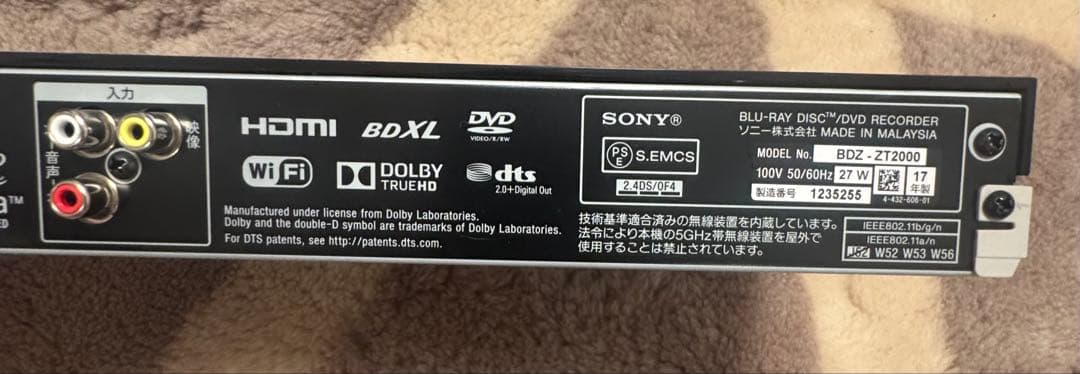 入力
音声
映像
a™
ED
HDMI
BDXL
DVD
VIDEO/R/RW
Wi Fi
DOLBY
TRUEHD
dts
2.0+Digital Out
Manufactured under license from Dolby Laboratories.
Dolby and the double-D symbol are trademarks of Dolby Laboratories.
For DTS patents, see http://patents.dts.com.
SONY®
PSE S.EMCS
2.4DS/OF4
BLU-RAY DISC™/DVD RECORDER
ソニー株式会社 MADE IN MALAYSIA
MODEL No. BDZ-ZT2000
100V 50/60Hz 27 W
17年製
製造番号 1235255
4-432-606-01
技術基準適合済みの無線装置を内蔵しています。
法令により本機の5GHz帯無線装置を屋外で
使用することは禁止されています。
IEEE802.11b/g/n
IEEE802.11a/n
J52 W52 W53 W56